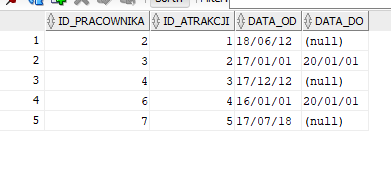 ID_PRACOWNIKA ID_ATRAKCJI DATA_OD DATA_DO
1 2 1 18/06/12 (null)
2 3 2 17/01/01 20/01/01
3 4 3 17/12/12 (null)
4 6 4 16/01/01 20/01/01
5 7 5 17/07/18 (null)